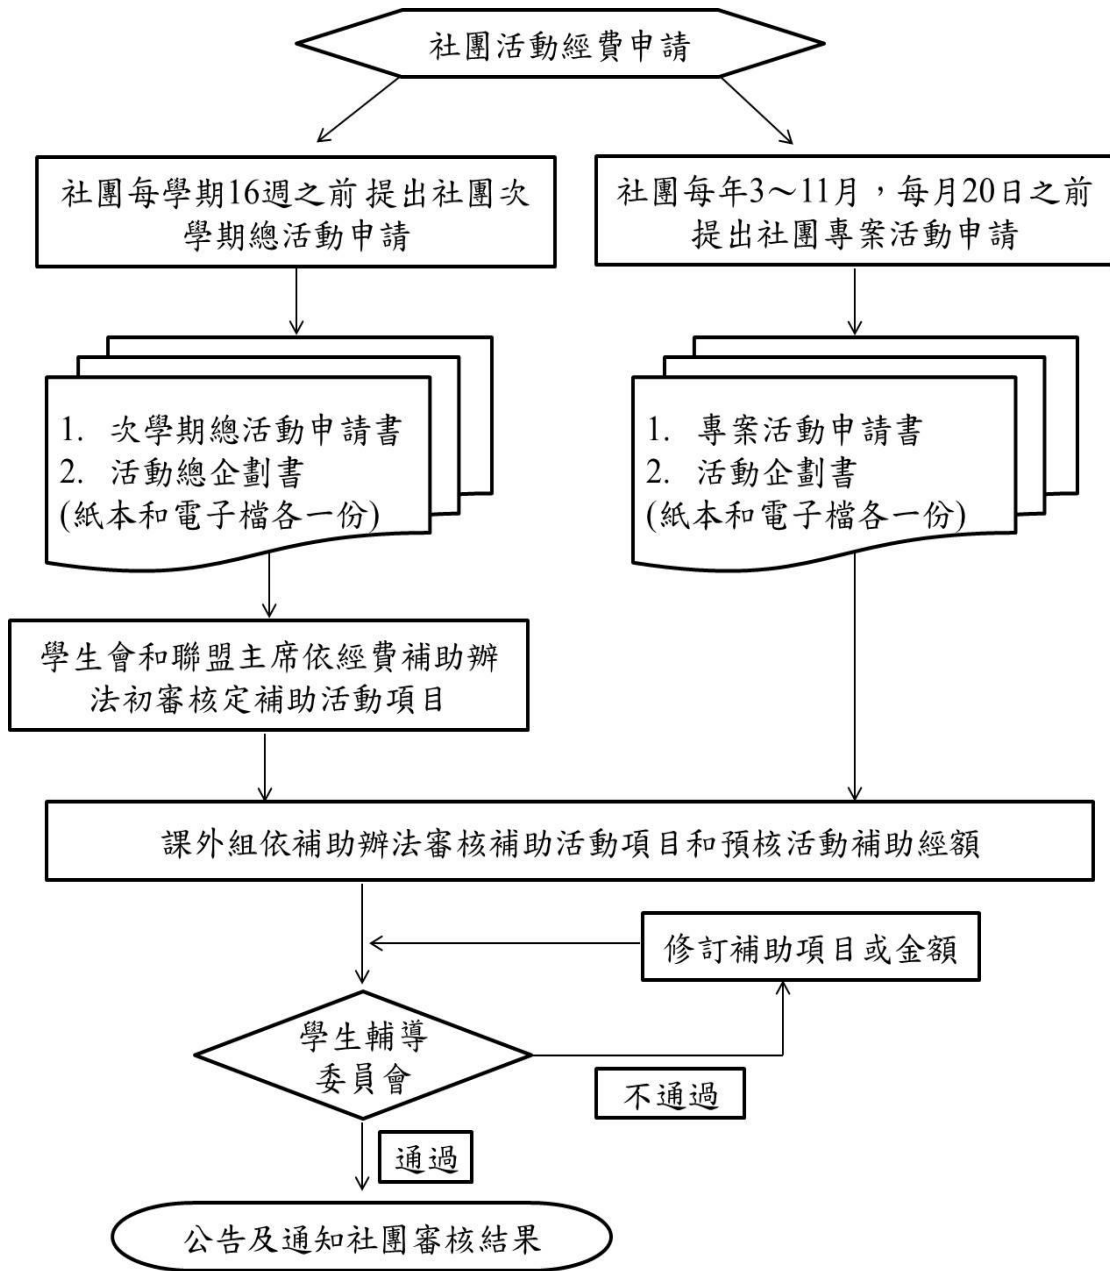 社團活動經費申請
社團每學期16週之前提出社團次
學期總活動申請
社團每年3～11月，每月20日之前
提出社團專案活動申請
1. 次學期總活動申請書
2. 活動總企劃書
(紙本和電子檔各一份)
1. 專案活動申請書
2. 活動企劃書
(紙本和電子檔各一份)
學生會和聯盟主席依經費補助辦
法初審核定補助活動項目
課外組依補助辦法審核補助活動項目和預核活動補助經額
修訂補助項目或金額
學生輔導
委員會
不通過
通過
公告及通知社團審核結果